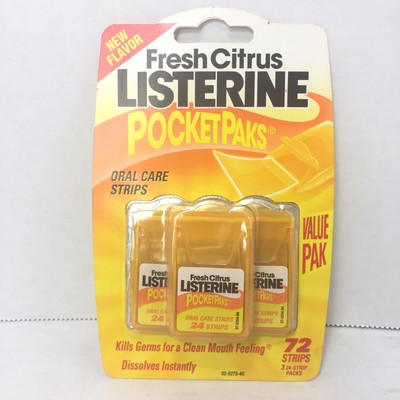 NEW
FLAVOR
Fresh Citrus
LISTERINE
POCKETPAKS®
ORAL CARE
STRIPS
VALUE
PAK
Fresh Citrus
LISTERINE
POCKETPAKS
ORAL CARE STRIPS
24 STRIPS
Kills Germs for a Clean Mouth Feeling®
Dissolves Instantly
72
STRIPS
3 24-STRIP
PACKS